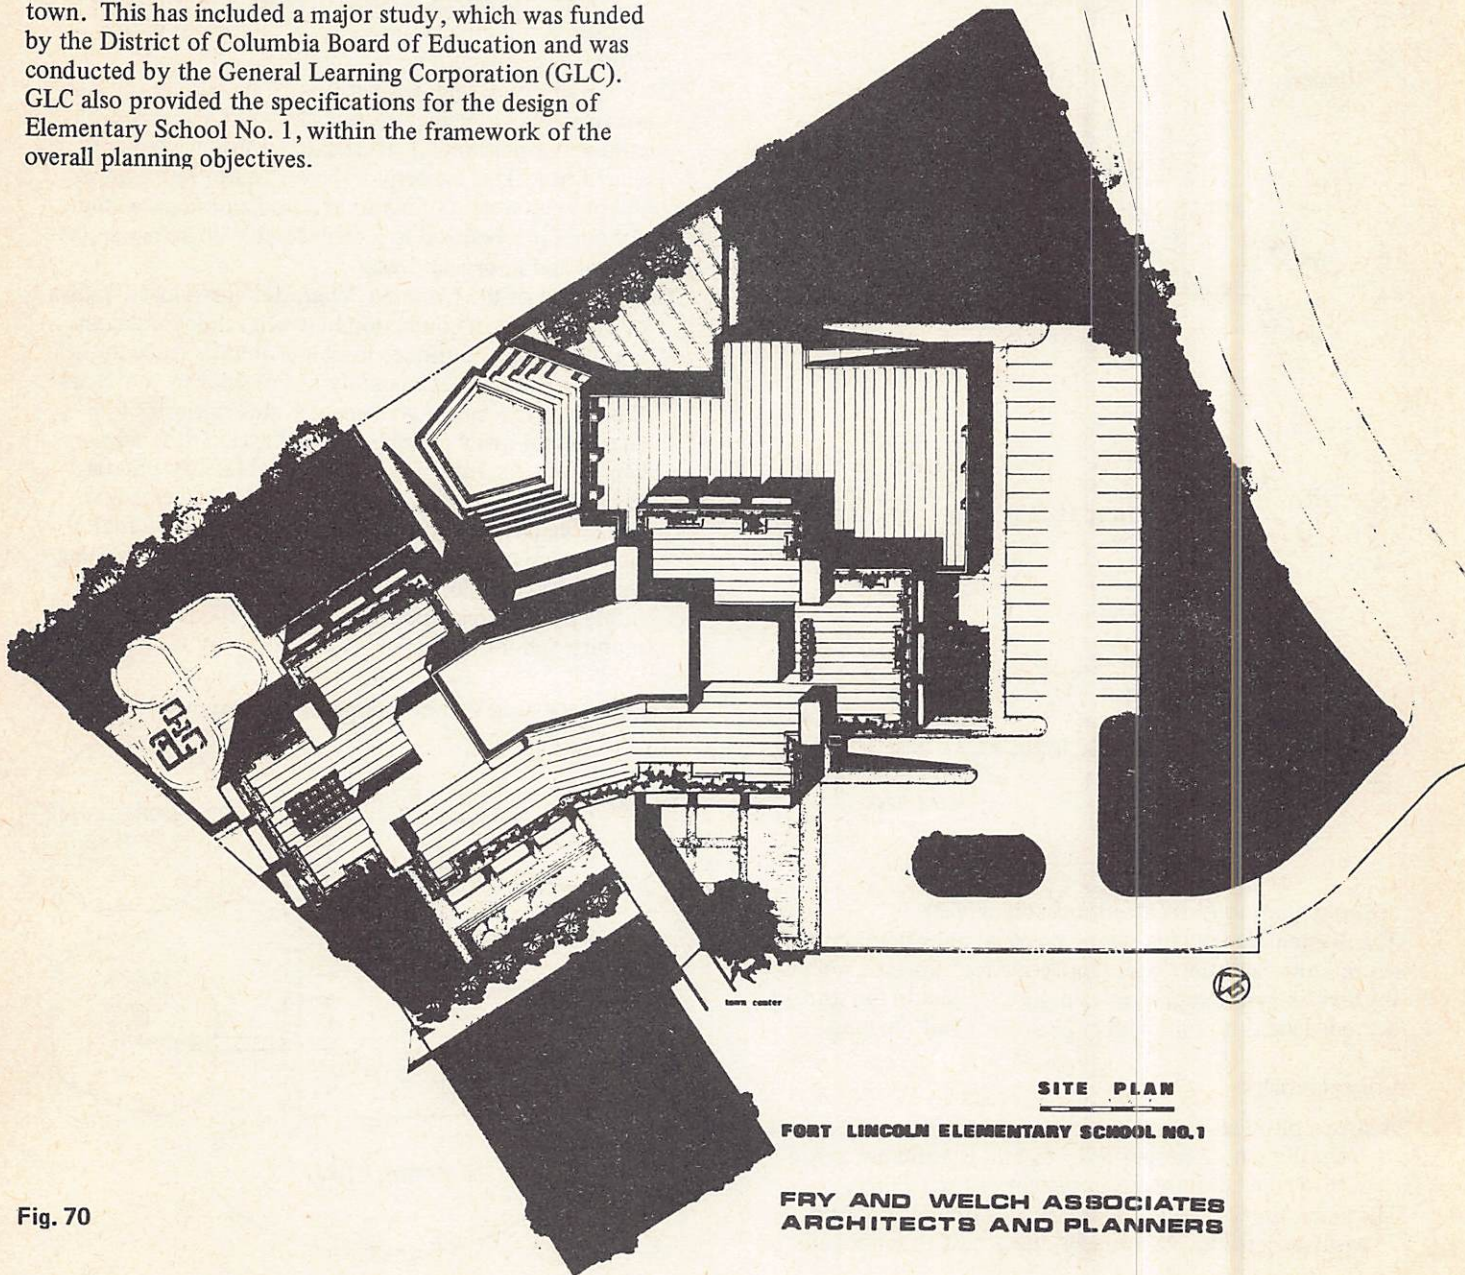 town. This has included a major study, which was funded
by the District of Columbia Board of Education and was
conducted by the General Learning Corporation (GLC).
GLC also provided the specifications for the design of
Elementary School No. 1, within the framework of the
overall planning objectives.
town center
SITE PLAN
FORT LINCOLN ELEMENTARY SCHOOL NO.1
FRY AND WELCH ASSOCIATES
ARCHITECTS AND PLANNERS
Fig. 70